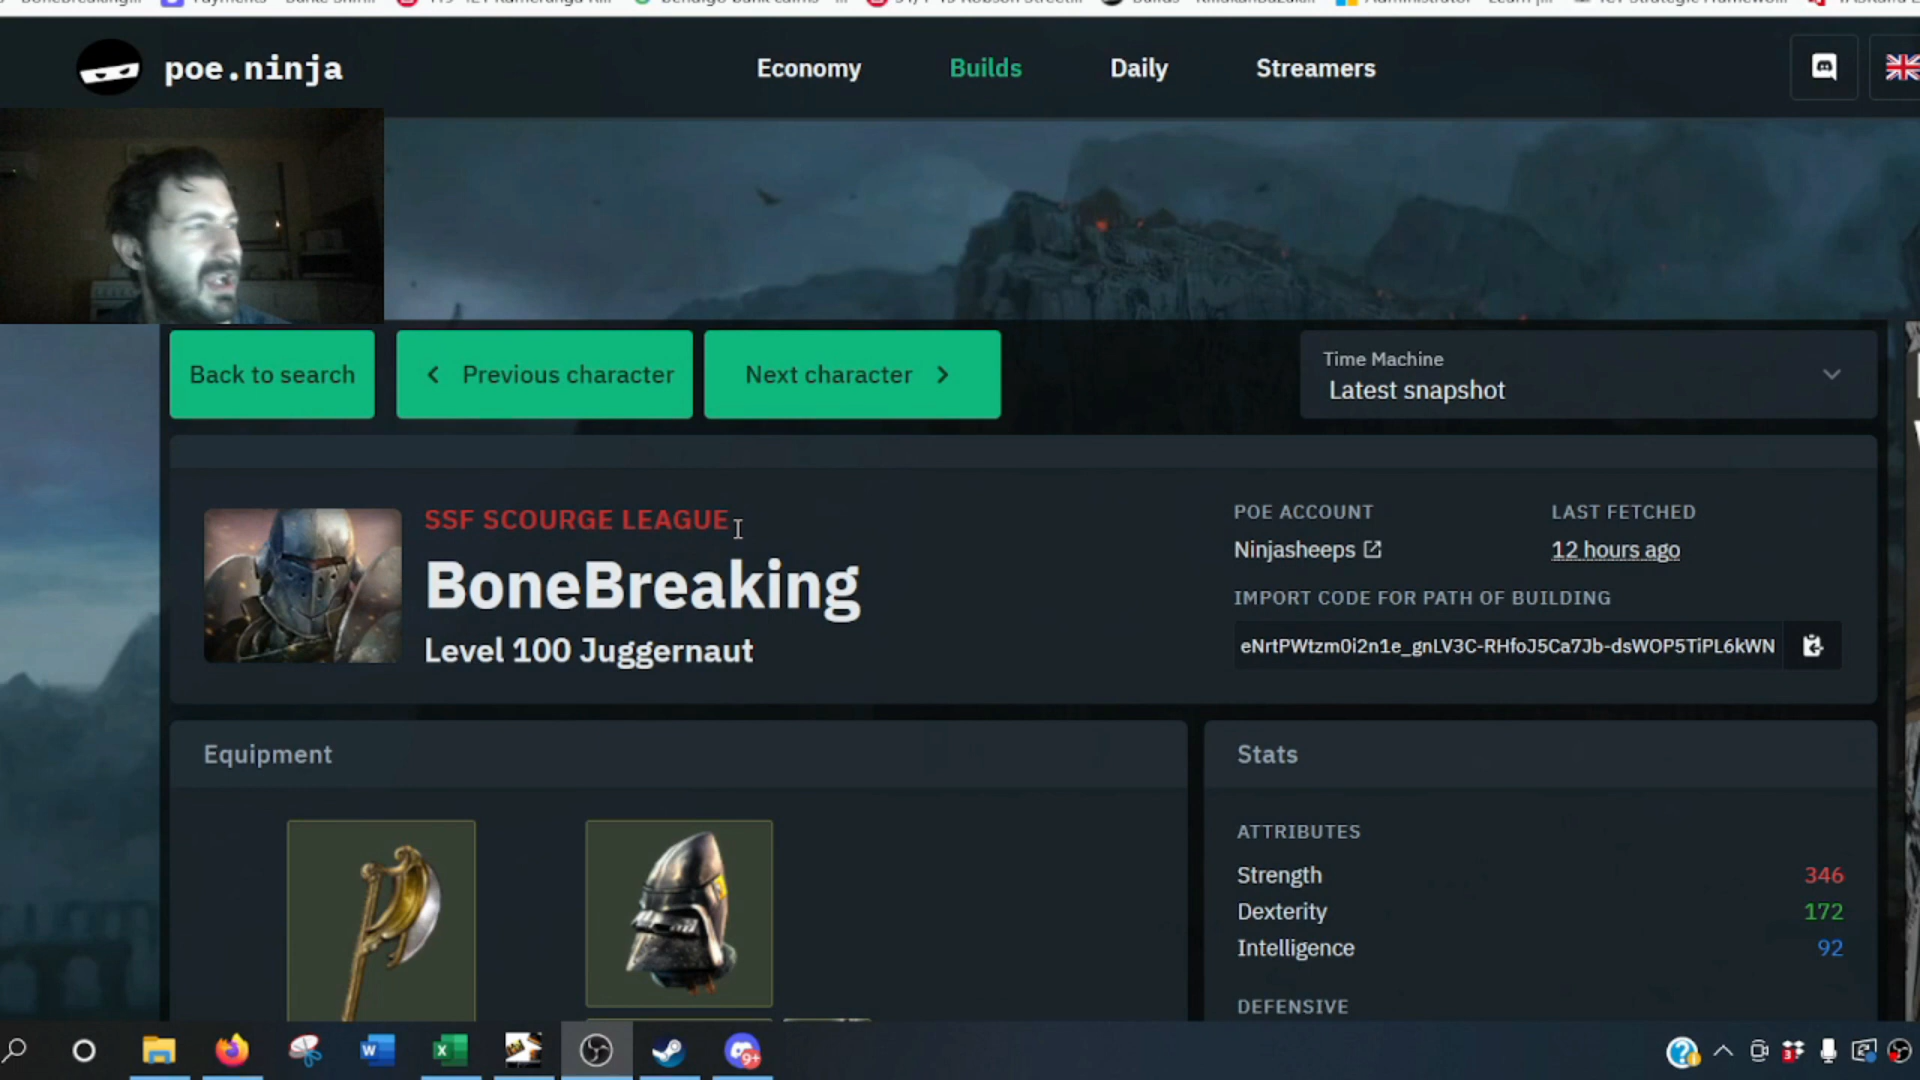 poe.ninja
Economy
Builds
Daily
Streamers
Back to search
Previous character
Next character
Time Machine
Latest snapshot
SSF SCOURGE LEAGUE
BoneBreaking
Level 100 Juggernaut
POE ACCOUNT
Ninjasheeps
LAST FETCHED
12 hours ago
IMPORT CODE FOR PATH OF BUILDING
eNrtPWtzm0i2n1e_gnLV3C-RHfoJ5Ca7Jb-dsWOP5TiPL6kWN
Equipment
Stats
ATTRIBUTES
Strength 346
Dexterity 172
Intelligence 92
DEFENSIVE
9+
3